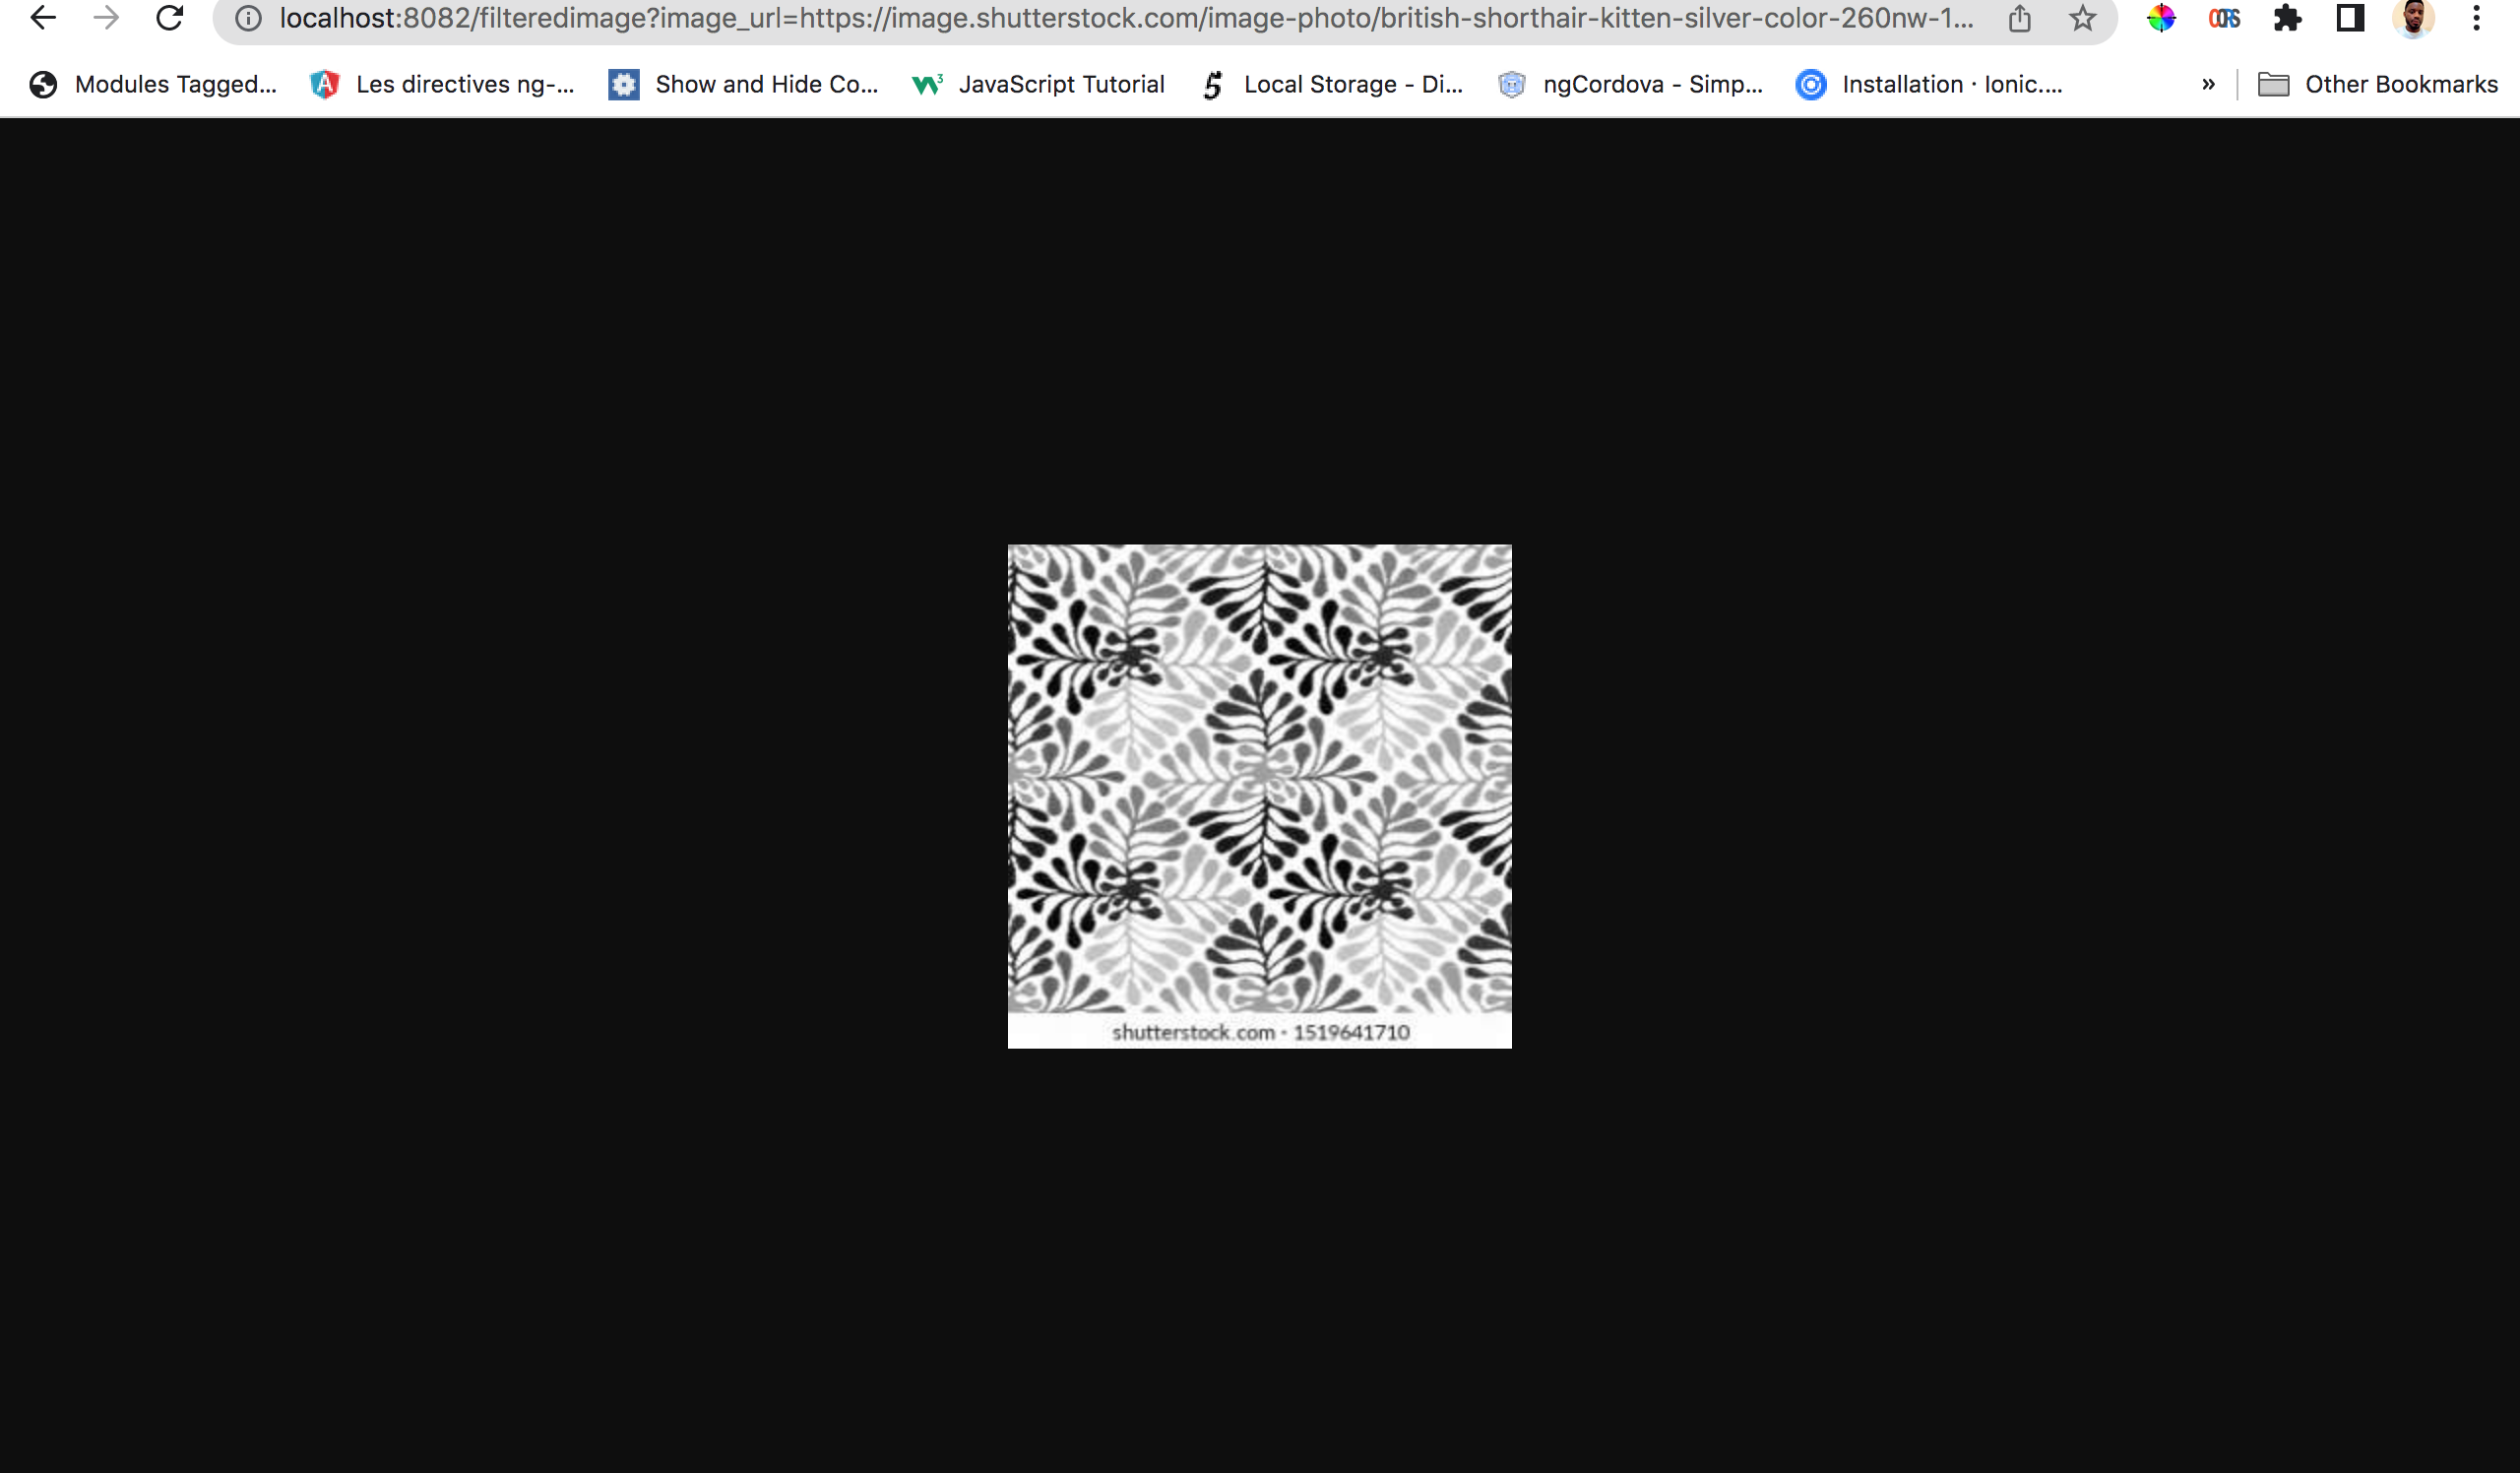 localhost:8082/filteredimage?image_url=https://image.shutterstock.com/image-photo/british-shorthair-kitten-silver-color-260nw-1...
CORS
Modules Tagged... Les directives ng-... Show and Hide Co... JavaScript Tutorial Local Storage - Di... ngCordova - Simp... Installation · Ionic.... » Other Bookmarks
shutterstock.com · 1519641710